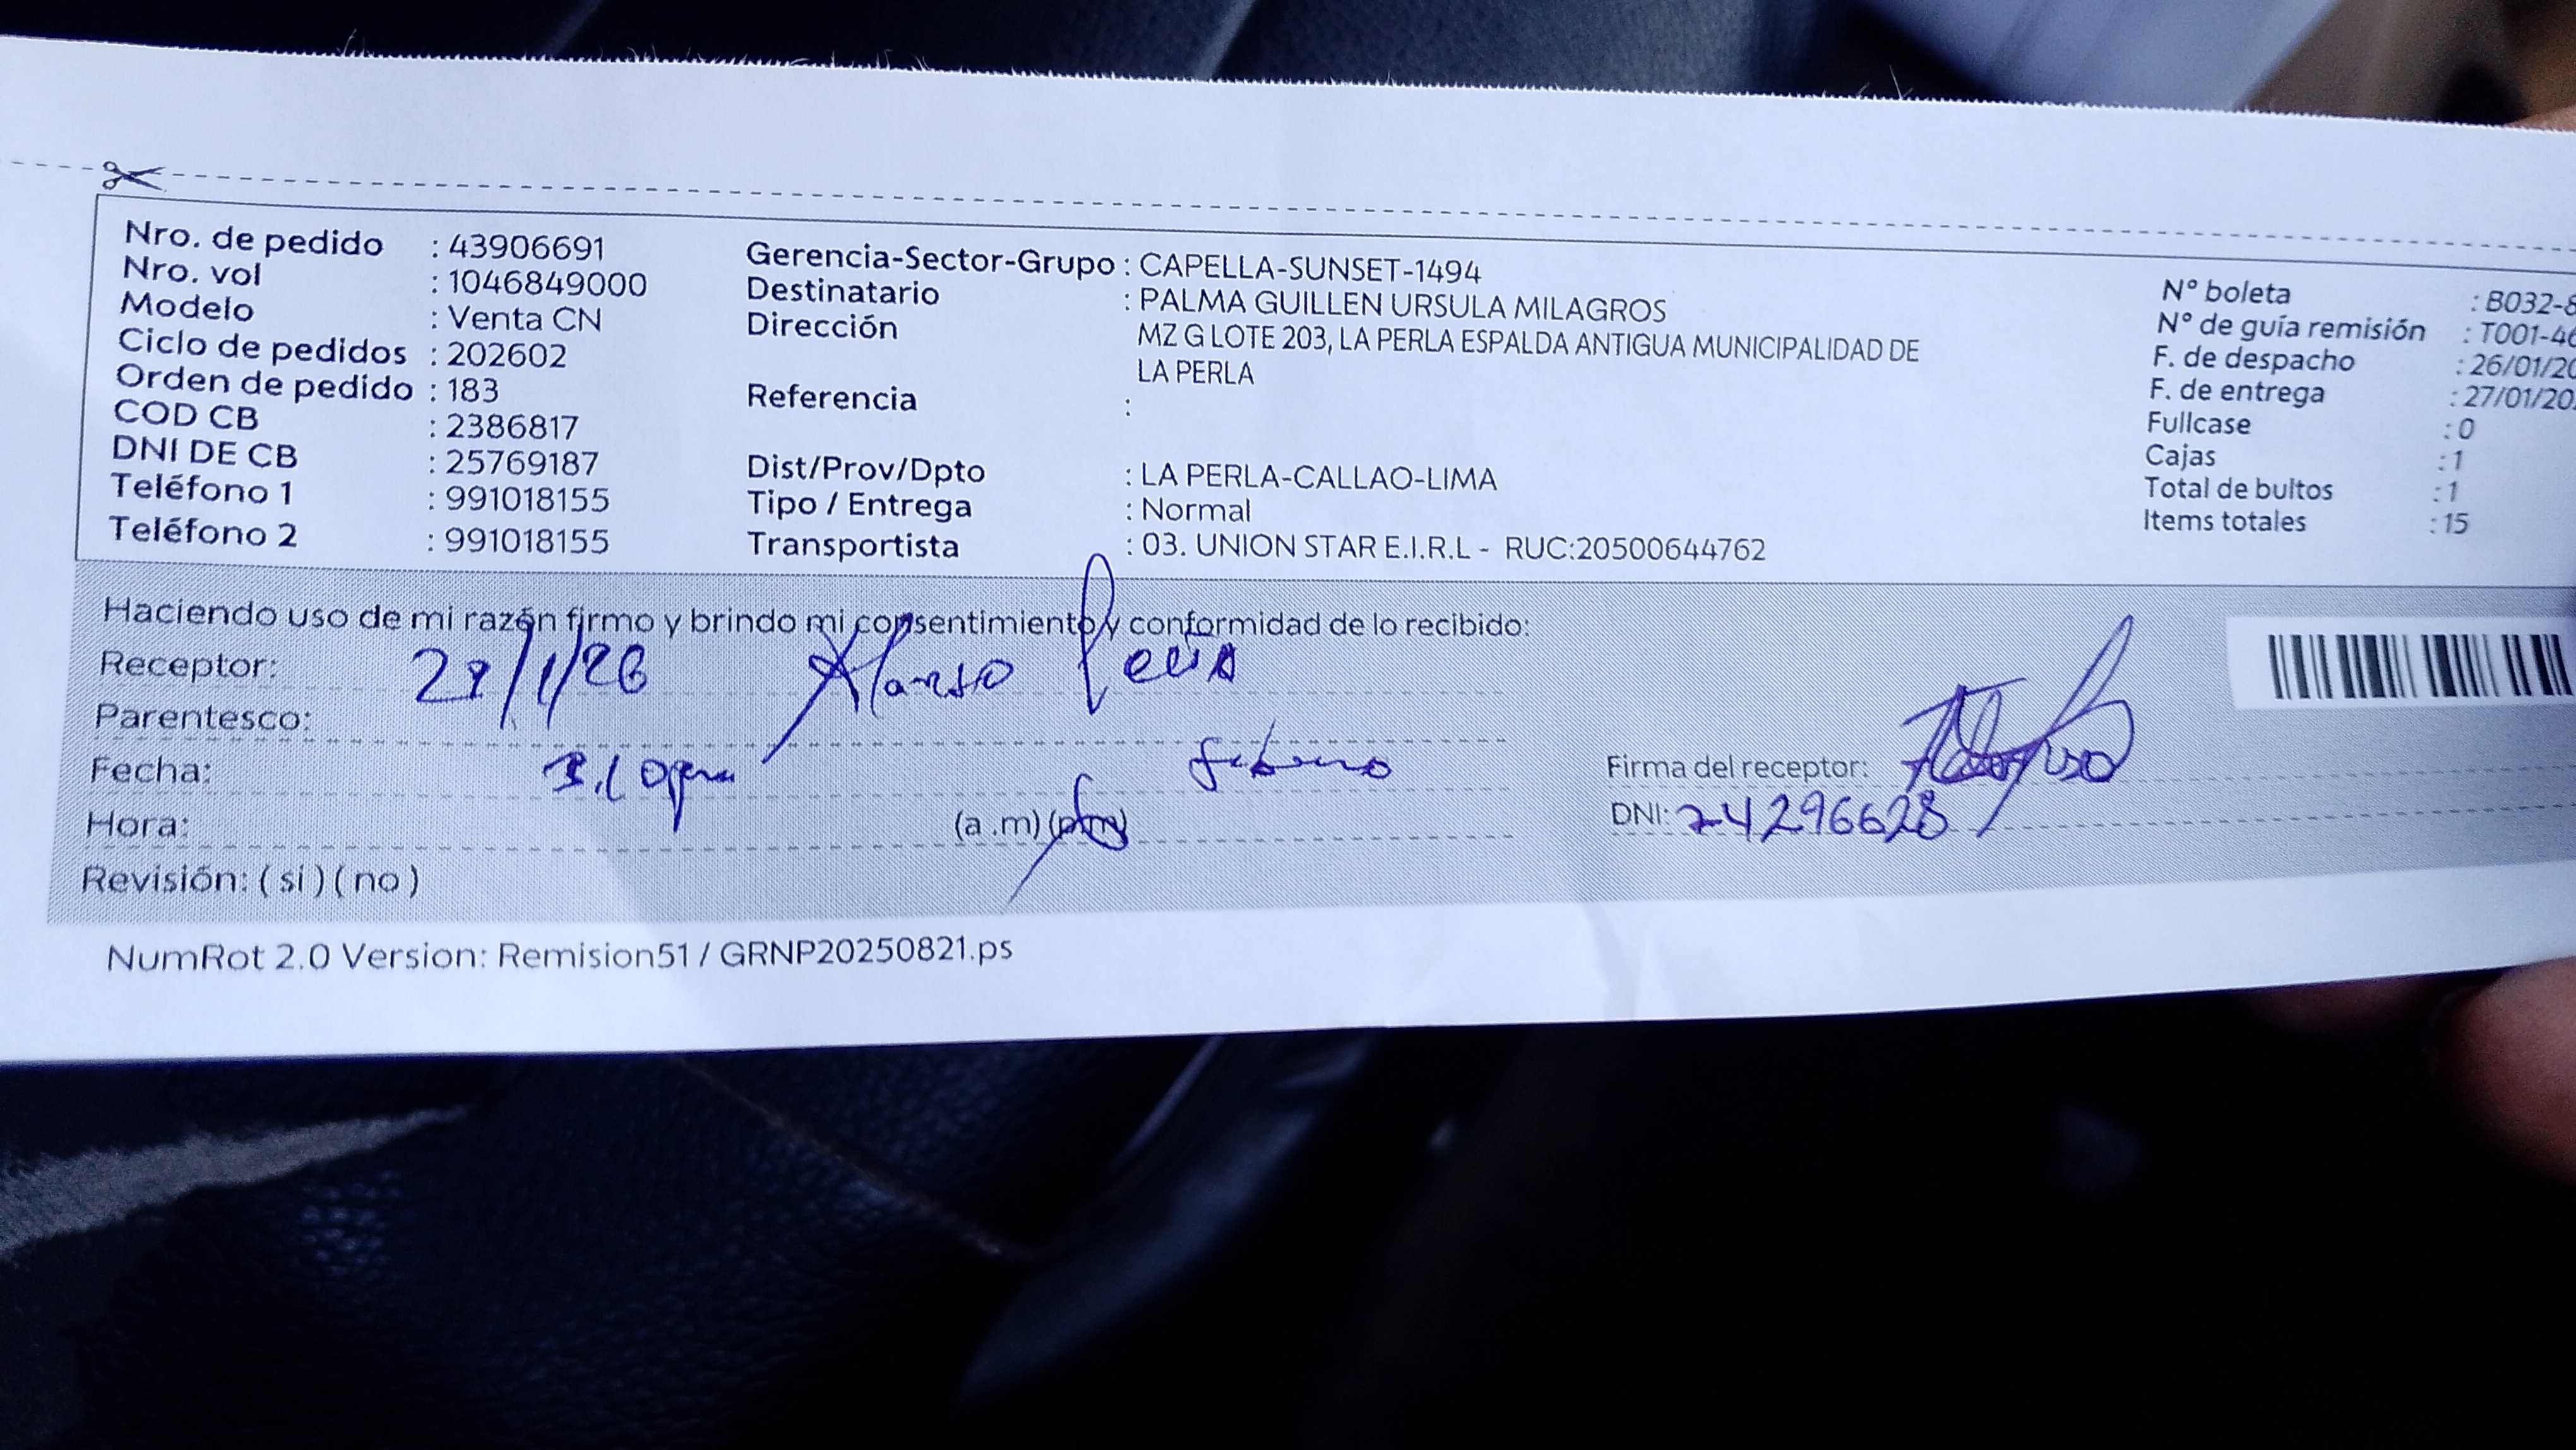 Nro. de pedido : 43906691
Nro. vol : 1046849000
Modelo : Venta CN
Ciclo de pedidos : 202602
Orden de pedido : 183
COD CB : 2386817
DNI DE CB : 25769187
Teléfono 1 : 991018155
Teléfono 2 : 991018155
Gerencia-Sector-Grupo : CAPELLA-SUNSET-1494
Destinatario : PALMA GUILLEN URSULA MILAGROS
Dirección MZ G LOTE 203, LA PERLA ESPALDA ANTIGUA MUNICIPALIDAD DE
LA PERLA
Referencia :
Dist/Prov/Dpto : LA PERLA-CALLAO-LIMA
Tipo / Entrega : Normal
Transportista : 03. UNION STAR E.I.R.L - RUC:20500644762
N° boleta : B032-8
N° de guía remisión : T001-46
F. de despacho : 26/01/20
F. de entrega : 27/01/20
Fullcase : 0
Cajas : 1
Total de bultos : 1
Items totales : 15
Haciendo uso de mi razón firmo y brindo mi consentimiento y conformidad de lo recibido:
Receptor:
Parentesco:
Fecha:
Hora: (a .m) (p.m)
Revisión: ( si ) ( no )
Firma del receptor:
DNI: 74296628
NumRot 2.0 Version: Remision51 / GRNP20250821.ps